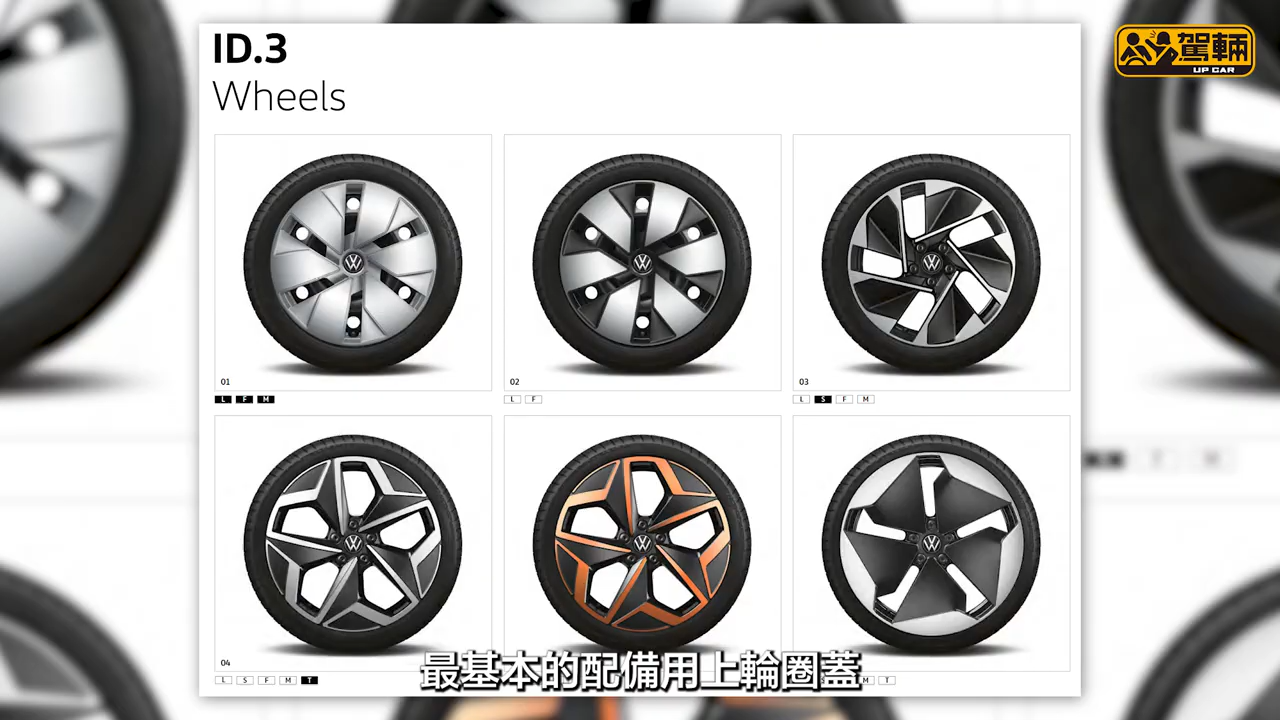 ID.3
Wheels
駕輛
UP CAR
01
L F M
02
L F
03
L S F M
04
L S F M T
M T
最基本的配備用上輪圈蓋